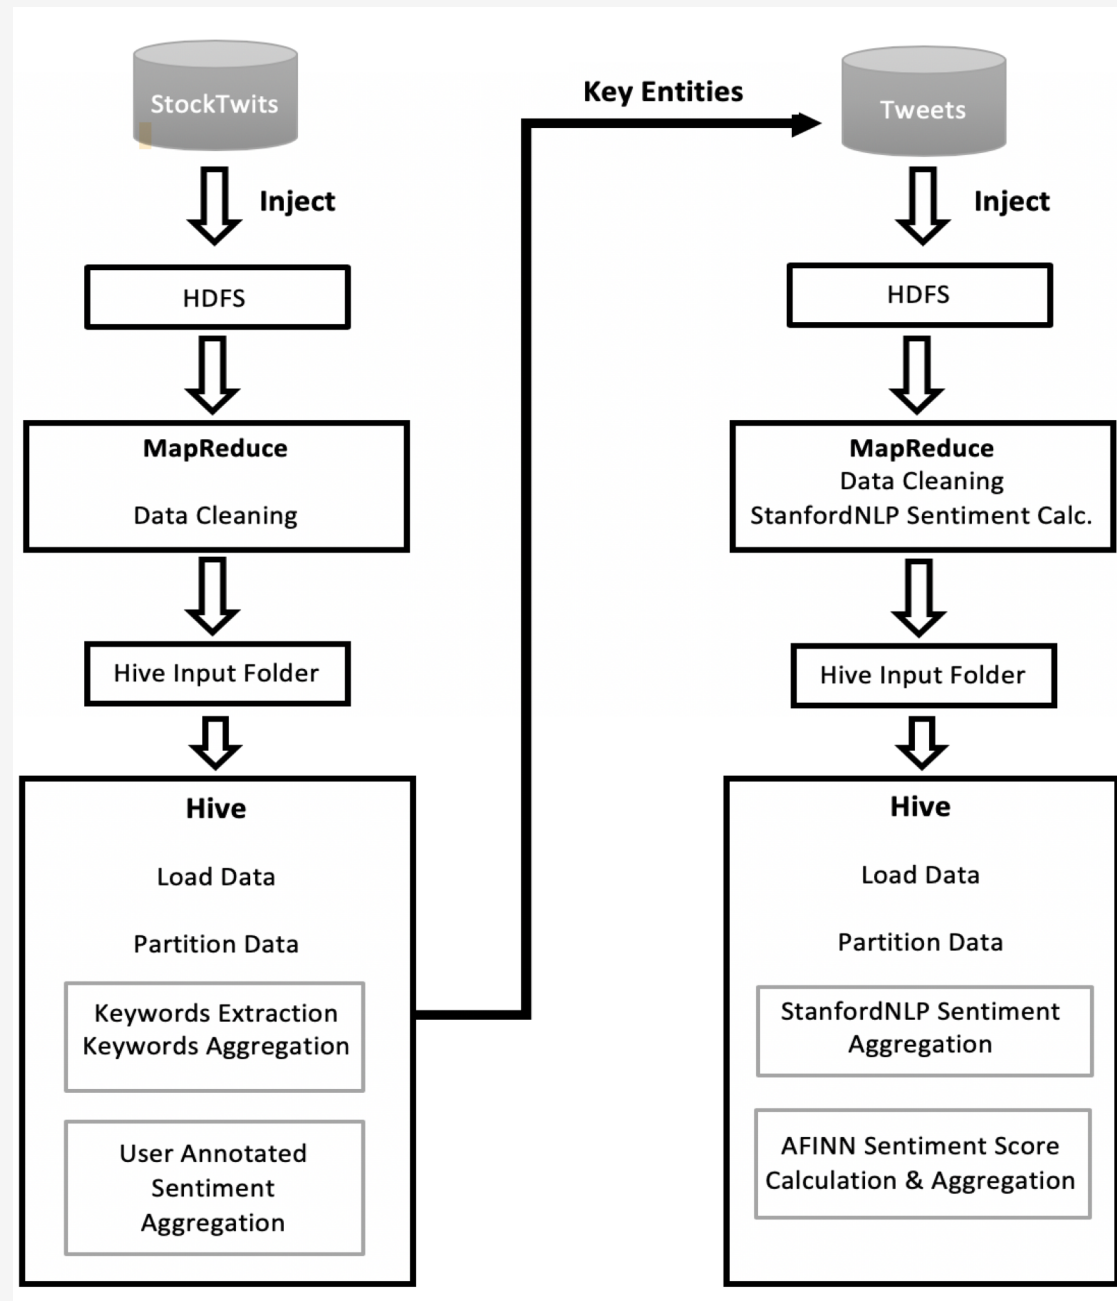 StockTwits
Inject
HDFS
MapReduce
Data Cleaning
Hive Input Folder
Hive
Load Data
Partition Data
Keywords Extraction
Keywords Aggregation
User Annotated
Sentiment
Aggregation
Key Entities
Tweets
Inject
HDFS
MapReduce
Data Cleaning
StanfordNLP Sentiment Calc.
Hive Input Folder
Hive
Load Data
Partition Data
StanfordNLP Sentiment
Aggregation
AFINN Sentiment Score
Calculation & Aggregation